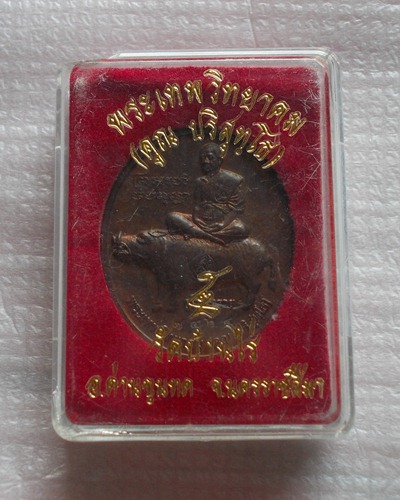 พระเทพวิทยาคม
(คูณ ปริสุทโธ)
วัดบ้านไร่
อ.ด่านขุนทด จ.นครราชสีมา